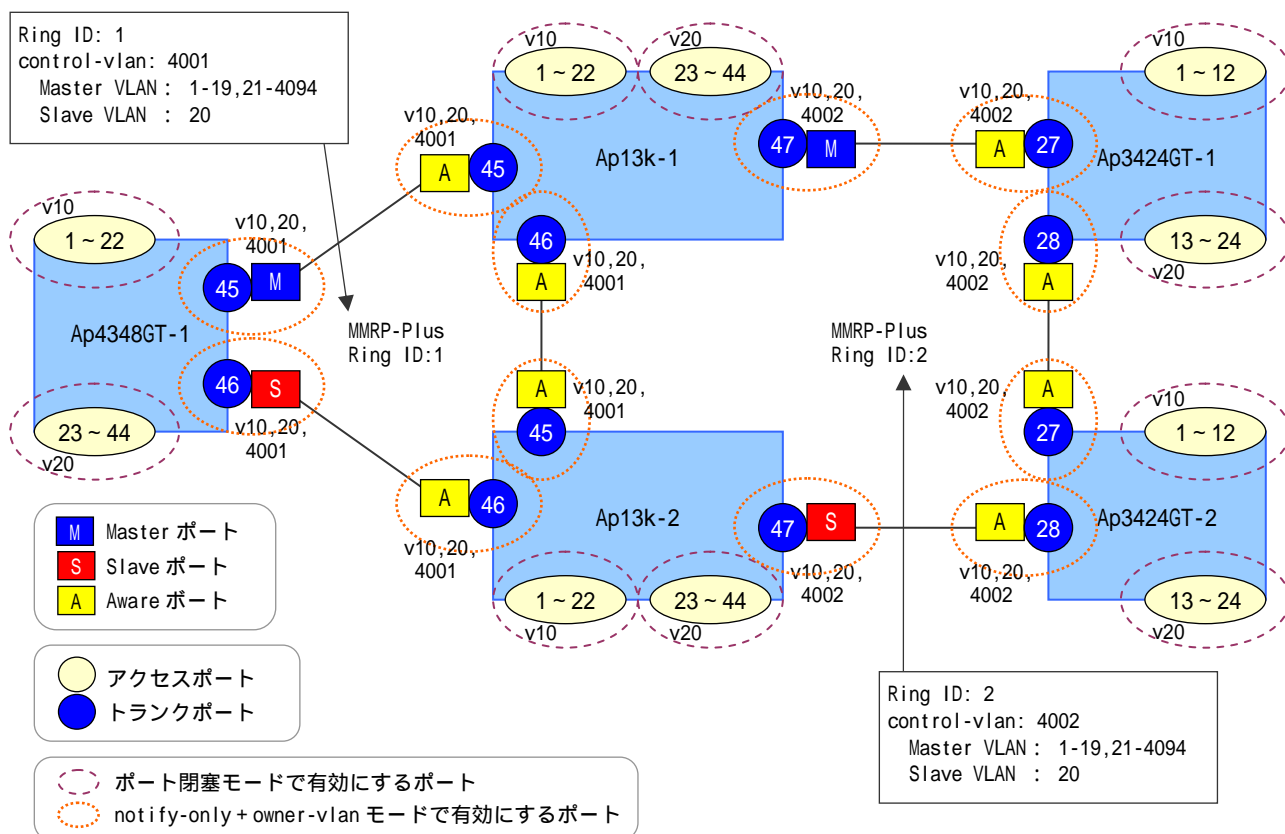 Ring ID: 1
control-vlan: 4001
Master VLAN : 1-19,21-4094
Slave VLAN : 20
v10
1 ~ 22
v20
23 ~ 44
v10,20,
4001
A
45
Ap13k-1
v10,20,
4002
47
M
46
A
v10,20,
4001
v10
1 ~ 12
v10,20,
4002
A
27
Ap3424GT-1
28
A
v10,20,
4002
13 ~ 24
v20
v10
1 ~ 22
v10,20,
4001
45
M
Ap4348GT-1
46
S
v10,20,
4001
23 ~ 44
v20
MMRP-Plus
Ring ID:1
MMRP-Plus
Ring ID:2
A
v10,20,
4001
45
A
46
v10,20,
4001
Ap13k-2
47
S
v10,20,
4002
1 ~ 22
v10
23 ~ 44
v20
A
v10,20,
4002
27
v10
1 ~ 12
A
28
v10,20,
4002
Ap3424GT-2
13 ~ 24
v20
M Master ポート
S Slave ポート
A Aware ポート
アクセスポート
トランクポート
ポート閉塞モードで有効にするポート
notify-only+owner-vlan モードで有効にするポート
Ring ID: 2
control-vlan: 4002
Master VLAN : 1-19,21-4094
Slave VLAN : 20